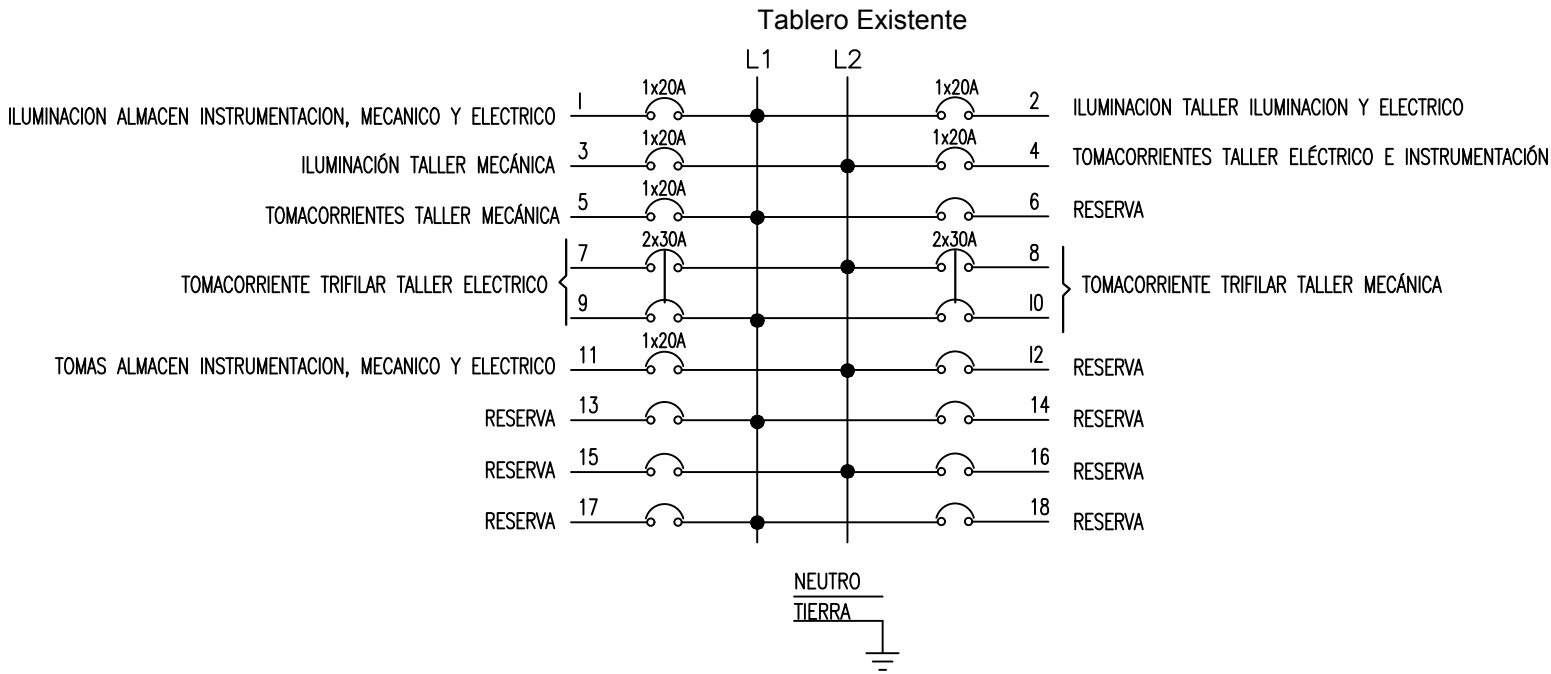 Tablero Existente
L1 L2
ILUMINACION ALMACEN INSTRUMENTACION, MECANICO Y ELECTRICO 1 1x20A 1x20A 2 ILUMINACION TALLER ILUMINACION Y ELECTRICO
ILUMINACIÓN TALLER MECÁNICA 3 1x20A 1x20A 4 TOMACORRIENTES TALLER ELÉCTRICO E INSTRUMENTACIÓN
TOMACORRIENTES TALLER MECÁNICA 5 1x20A 6 RESERVA
7 2x30A 2x30A 8
TOMACORRIENTE TRIFILAR TALLER ELECTRICO TOMACORRIENTE TRIFILAR TALLER MECÁNICA
9 10
TOMAS ALMACEN INSTRUMENTACION, MECANICO Y ELECTRICO 11 1x20A 12 RESERVA
RESERVA 13 14 RESERVA
RESERVA 15 16 RESERVA
RESERVA 17 18 RESERVA
NEUTRO
TIERRA